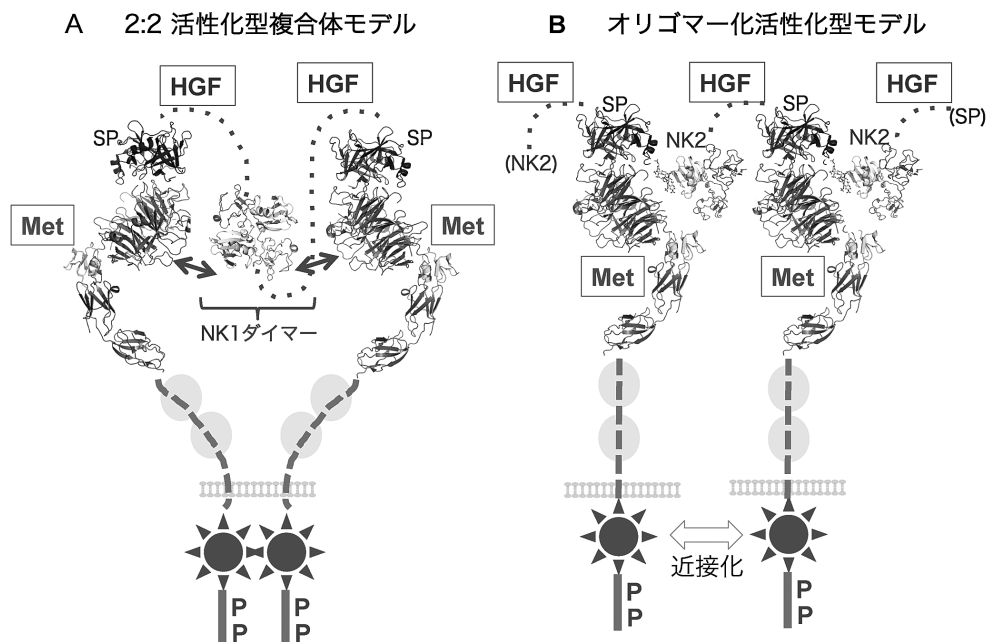 A 2:2 活性化型複合体モデル
HGF
HGF
SP
SP
Met
Met
NK1ダイマー
P
P
P
P
B オリゴマー化活性化型モデル
HGF
HGF
HGF
SP
SP
(SP)
NK2
NK2
(NK2)
Met
Met
近接化
P
P
P
P